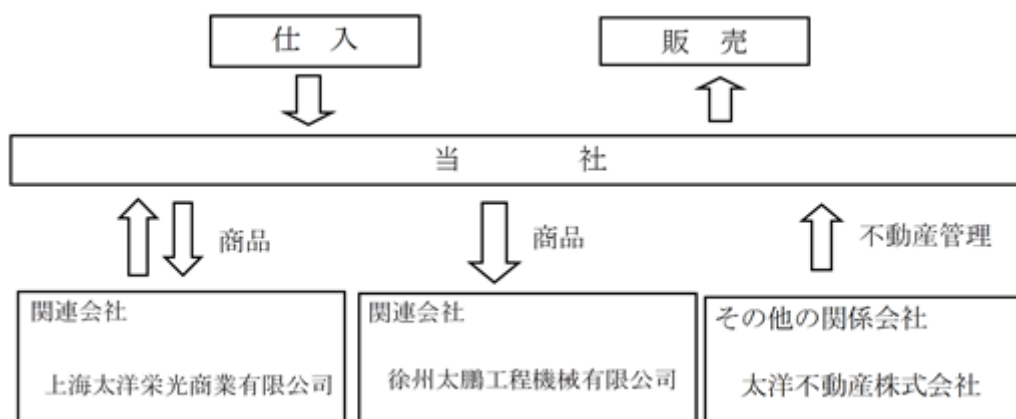 仕 入
販 売
当 社
商品
商品
不動産管理
関連会社
上海太洋栄光商業有限公司
関連会社
徐州太鵬工程機械有限公司
その他の関係会社
太洋不動産株式会社